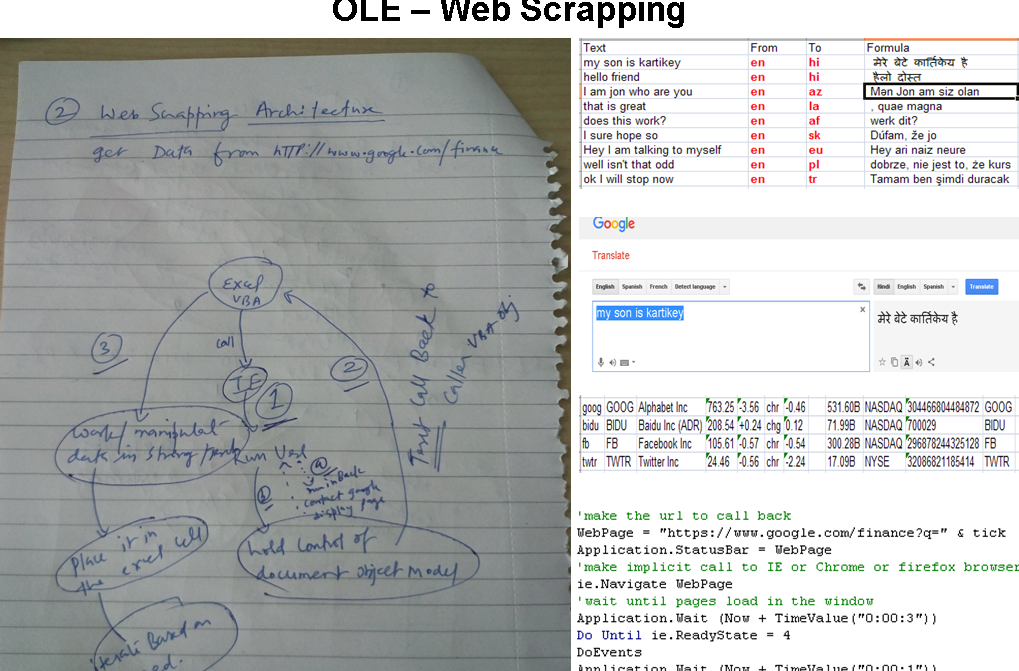 OLE – Web Scrapping
2 Web Scrapping Architecture
get Data from http://www.google.com/finance
Excel
VBA
call
IE
1
2
3
Call Back to
Caller VBA obj.
work/manipulat
data in string
Run
a
run in Back
contact google
display page
b
place it in
the excel cell
hold control of
document object Model
iterate Based on
Text From To Formula
my son is kartikey en hi मेरे बेटे कार्तिकेय है
hello friend en hi हैलो दोस्त
I am jon who are you en az Mən Jon am siz olan
that is great en la , quae magna
does this work? en af werk dit?
I sure hope so en sk Dúfam, že jo
Hey I am talking to myself en eu Hey ari naiz neure
well isn't that odd en pl dobrze, nie jest to, że kurs
ok I will stop now en tr Tamam ben şimdi duracak
Google
Translate
English Spanish French Detect language Hindi English Spanish Translate
my son is kartikey x मेरे बेटे कार्तिकेय है
goog GOOG Alphabet Inc 763.25 -3.56 chr -0.46 531.60B NASDAQ 304466804484872 GOOG
bidu BIDU Baidu Inc (ADR) 208.54 +0.24 chg 0.12 71.99B NASDAQ 700029 BIDU
fb FB Facebook Inc 105.61 -0.57 chr -0.54 300.28B NASDAQ 296878244325128 FB
twtr TWTR Twitter Inc 24.46 -0.56 chr -2.24 17.09B NYSE 32086821185414 TWTR
'make the url to call back
WebPage = "https://www.google.com/finance?q=" & tick
Application.StatusBar = WebPage
'make implicit call to IE or Chrome or firefox browser
ie.Navigate WebPage
'wait until pages load in the window
Application.Wait (Now + TimeValue("0:00:3"))
Do Until ie.ReadyState = 4
DoEvents
Application.Wait (Now + TimeValue("0:00:1"))